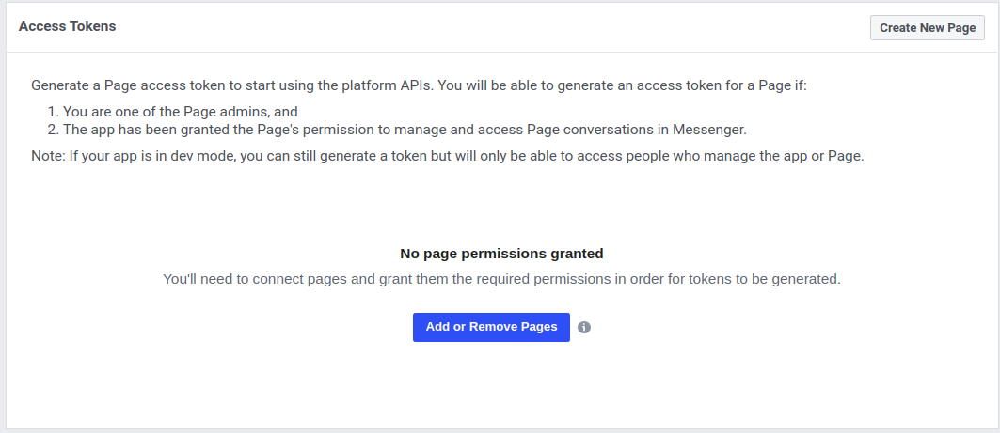 Access Tokens
Create New Page
Generate a Page access token to start using the platform APIs. You will be able to generate an access token for a Page if:
1. You are one of the Page admins, and
2. The app has been granted the Page's permission to manage and access Page conversations in Messenger.
Note: If your app is in dev mode, you can still generate a token but will only be able to access people who manage the app or Page.
No page permissions granted
You'll need to connect pages and grant them the required permissions in order for tokens to be generated.
Add or Remove Pages